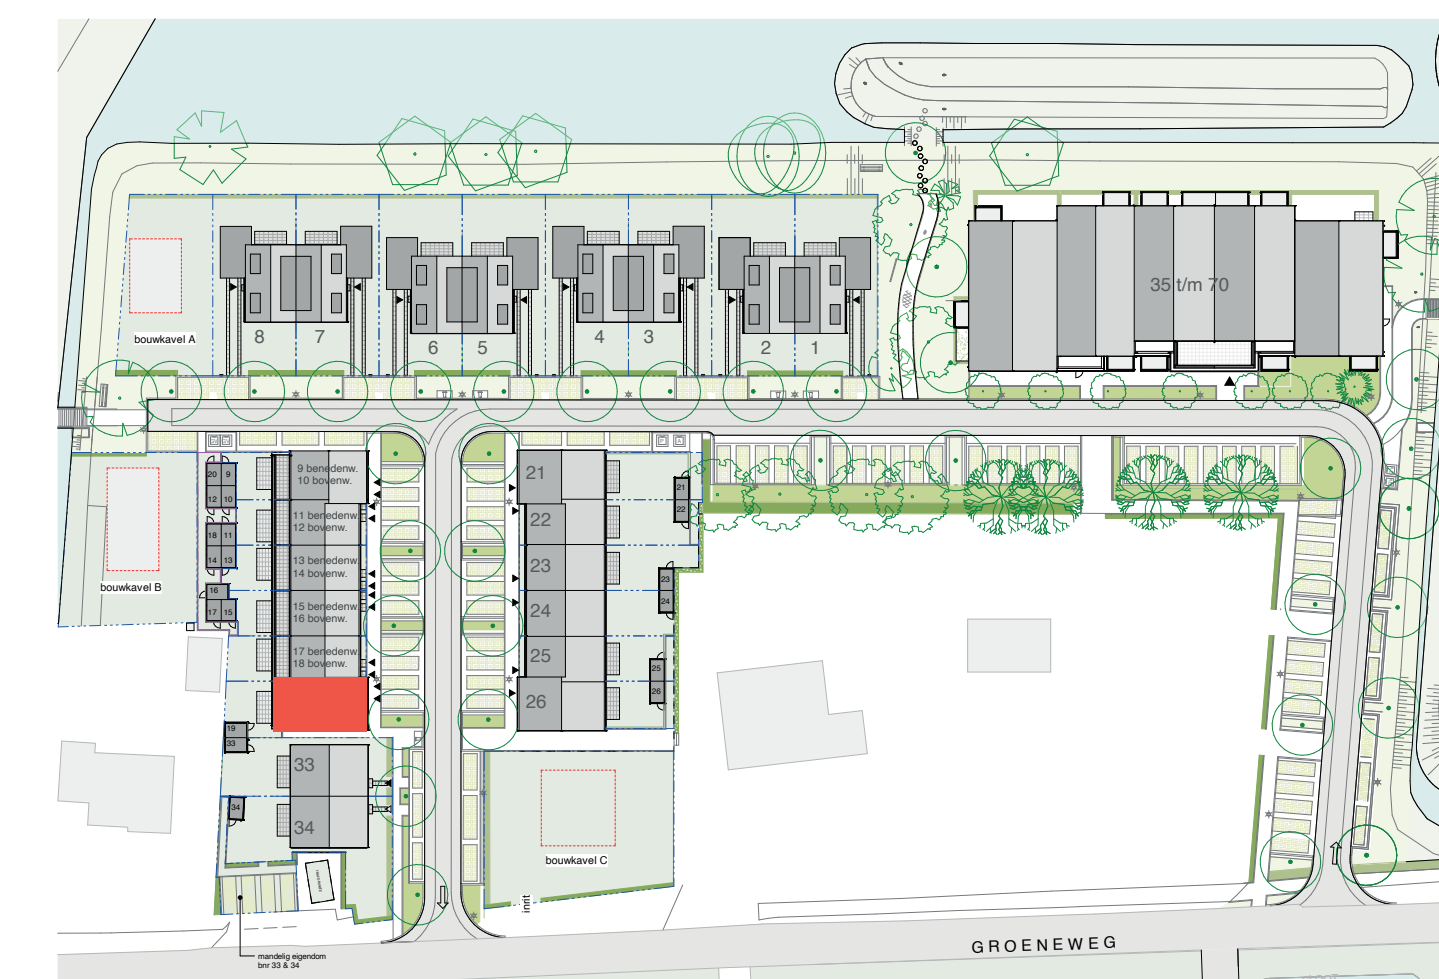 35 t/m 70
bouwkavel A
8
7
6
5
4
3
2
1
9 benedenw.
10 bovenw.
11 benedenw.
12 bovenw.
13 benedenw.
14 bovenw.
15 benedenw.
16 bovenw.
17 benedenw.
18 bovenw.
20 9
12 10
18 11
14 13
16
17 15
bouwkavel B
21
22
23
24
25
26
21
22
23
24
25
26
19
33
34
33
34
bouwkavel C
inrit
GROENEWEG
mandelig eigendom
bnr 33 & 34